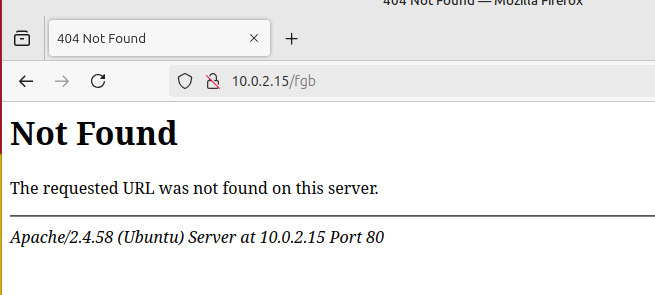 404 Not Found — Mozilla Firefox
404 Not Found
10.0.2.15/fgb
Not Found
The requested URL was not found on this server.
Apache/2.4.58 (Ubuntu) Server at 10.0.2.15 Port 80